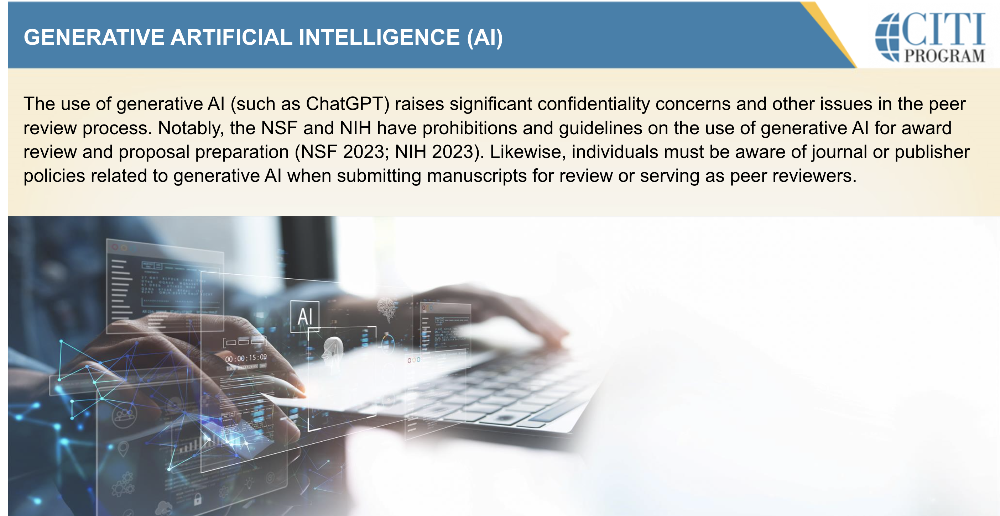 GENERATIVE ARTIFICIAL INTELLIGENCE (AI)
CITI
PROGRAM
The use of generative AI (such as ChatGPT) raises significant confidentiality concerns and other issues in the peer
review process. Notably, the NSF and NIH have prohibitions and guidelines on the use of generative AI for award
review and proposal preparation (NSF 2023; NIH 2023). Likewise, individuals must be aware of journal or publisher
policies related to generative AI when submitting manuscripts for review or serving as peer reviewers.
AI
00:00:15:09